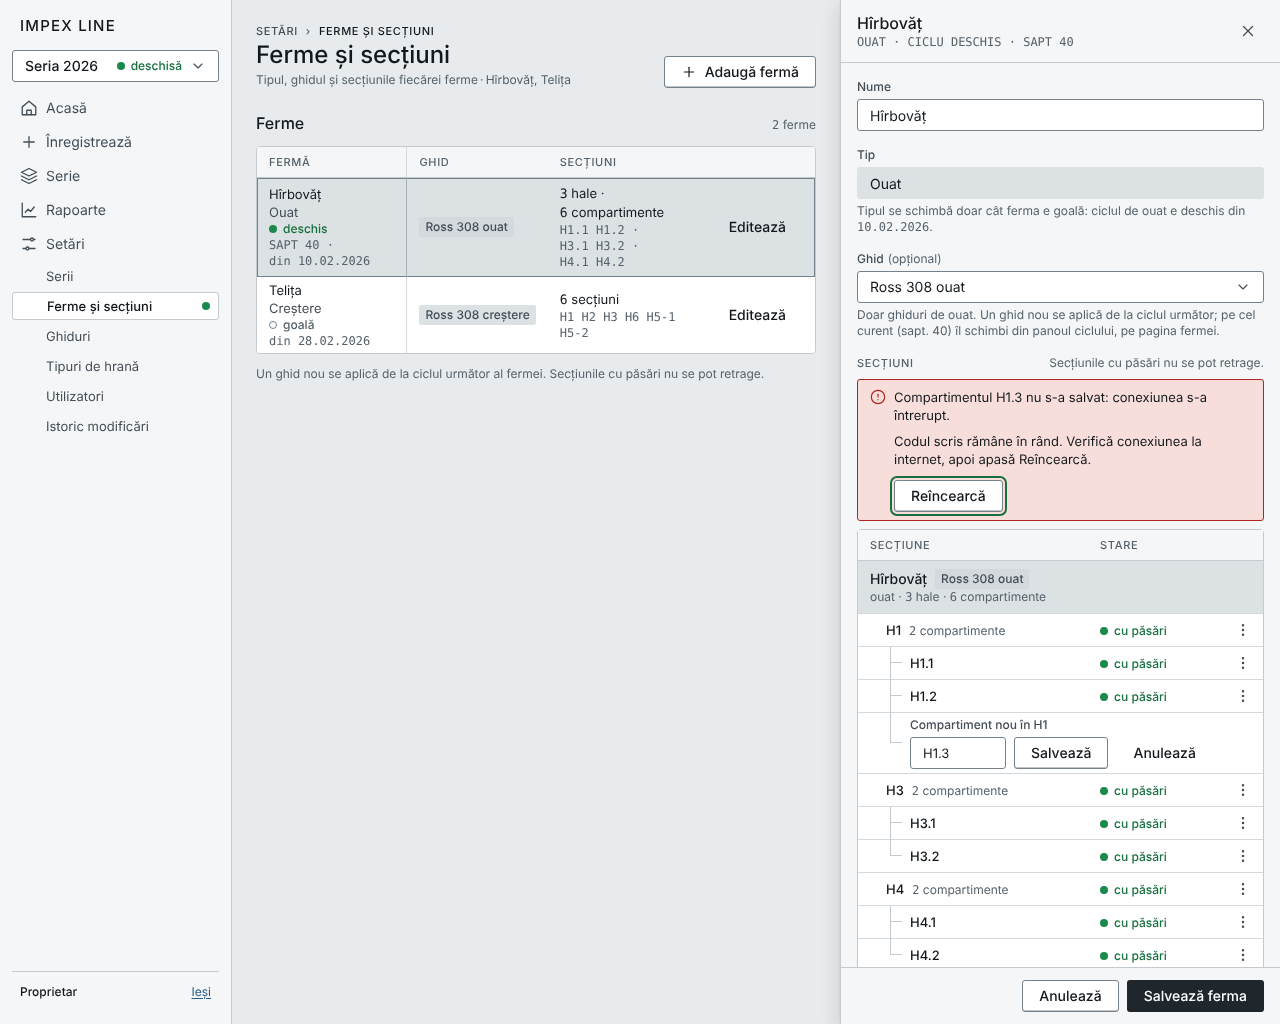 IMPEX LINE
Seria 2026 deschisă
Acasă
Înregistrează
Serie
Rapoarte
Setări
Serii
Ferme și secțiuni
Ghiduri
Tipuri de hrană
Utilizatori
Istoric modificări
Proprietar Ieși
SETĂRI › FERME ȘI SECȚIUNI
Ferme și secțiuni
Tipul, ghidul și secțiunile fiecărei ferme · Hîrbovăț, Telița
Adaugă fermă
Ferme 2 ferme
FERMĂ GHID SECȚIUNI
Hîrbovăț
Ouat
deschis
SAPT 40 ·
din 10.02.2026
Ross 308 ouat
3 hale ·
6 compartimente
H1.1 H1.2 ·
H3.1 H3.2 ·
H4.1 H4.2
Editează
Telița
Creștere
goală
din 28.02.2026
Ross 308 creștere
6 secțiuni
H1 H2 H3 H6 H5-1
H5-2
Editează
Un ghid nou se aplică de la ciclul următor al fermei. Secțiunile cu păsări nu se pot retrage.
Hîrbovăț
OUAT · CICLU DESCHIS · SAPT 40
Nume
Hîrbovăț
Tip
Ouat
Tipul se schimbă doar cât ferma e goală: ciclul de ouat e deschis din
10.02.2026.
Ghid (opțional)
Ross 308 ouat
Doar ghiduri de ouat. Un ghid nou se aplică de la ciclul următor; pe cel
curent (sapt. 40) îl schimbi din panoul ciclului, pe pagina fermei.
SECȚIUNI Secțiunile cu păsări nu se pot retrage.
Compartimentul H1.3 nu s-a salvat: conexiunea s-a
întrerupt.
Codul scris rămâne în rând. Verifică conexiunea la
internet, apoi apasă Reîncearcă.
Reîncearcă
SECȚIUNE STARE
Hîrbovăț Ross 308 ouat
ouat · 3 hale · 6 compartimente
H1 2 compartimente cu păsări
H1.1 cu păsări
H1.2 cu păsări
Compartiment nou în H1
H1.3 Salvează Anulează
H3 2 compartimente cu păsări
H3.1 cu păsări
H3.2 cu păsări
H4 2 compartimente cu păsări
H4.1 cu păsări
H4.2 cu păsări
Anulează Salvează ferma